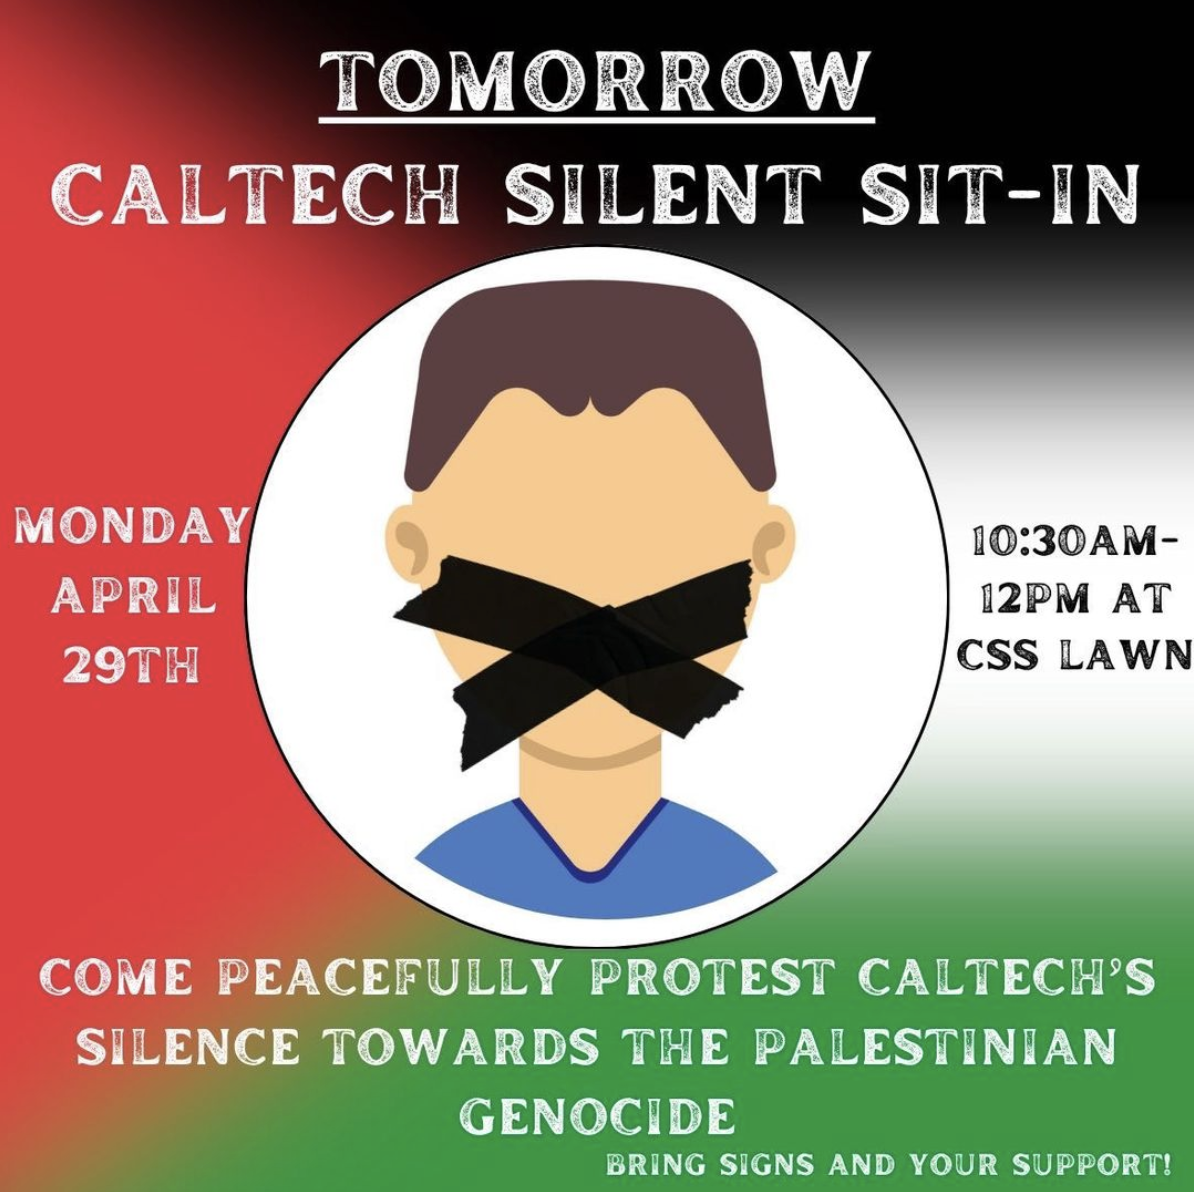 TOMORROW
CALTECH SILENT SIT-IN
MONDAY
APRIL
29TH
10:30AM-
12PM AT
CSS LAWN
COME PEACEFULLY PROTEST CALTECH'S
SILENCE TOWARDS THE PALESTINIAN
GENOCIDE
BRING SIGNS AND YOUR SUPPORT!